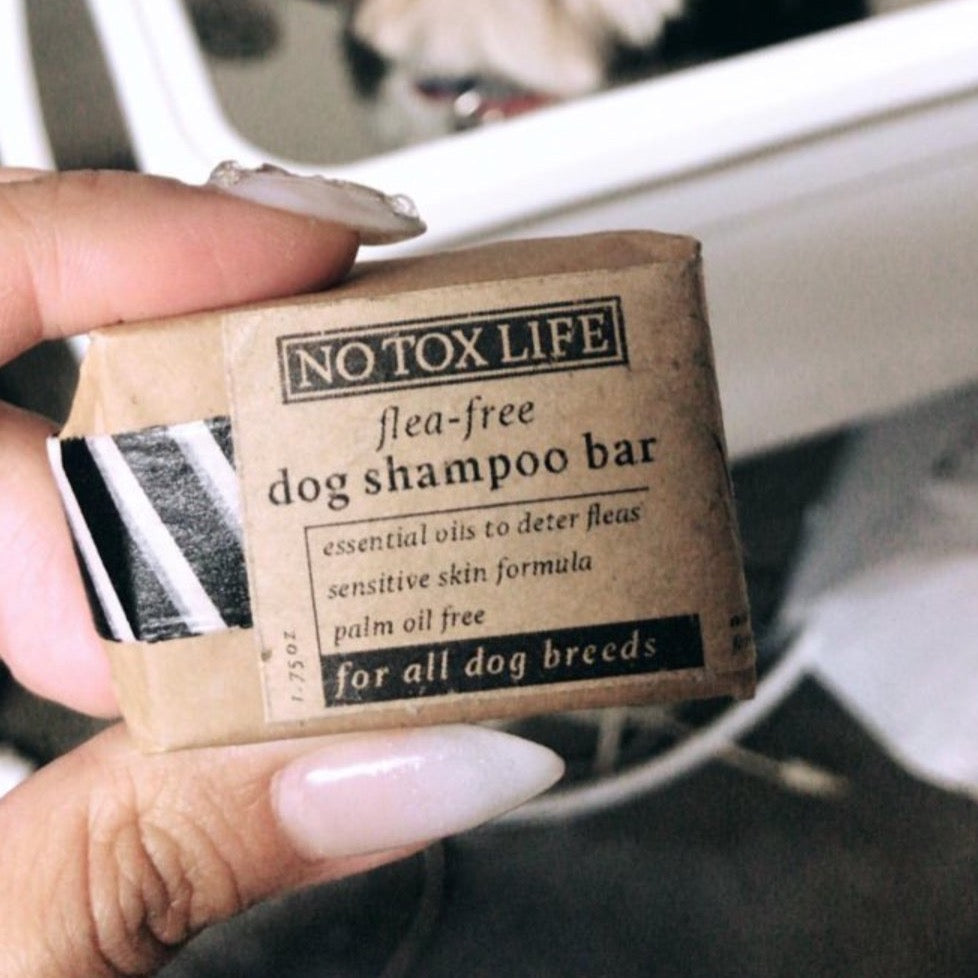 NO TOX LIFE
flea-free
dog shampoo bar
essential oils to deter fleas
sensitive skin formula
palm oil free
for all dog breeds
1.75oz